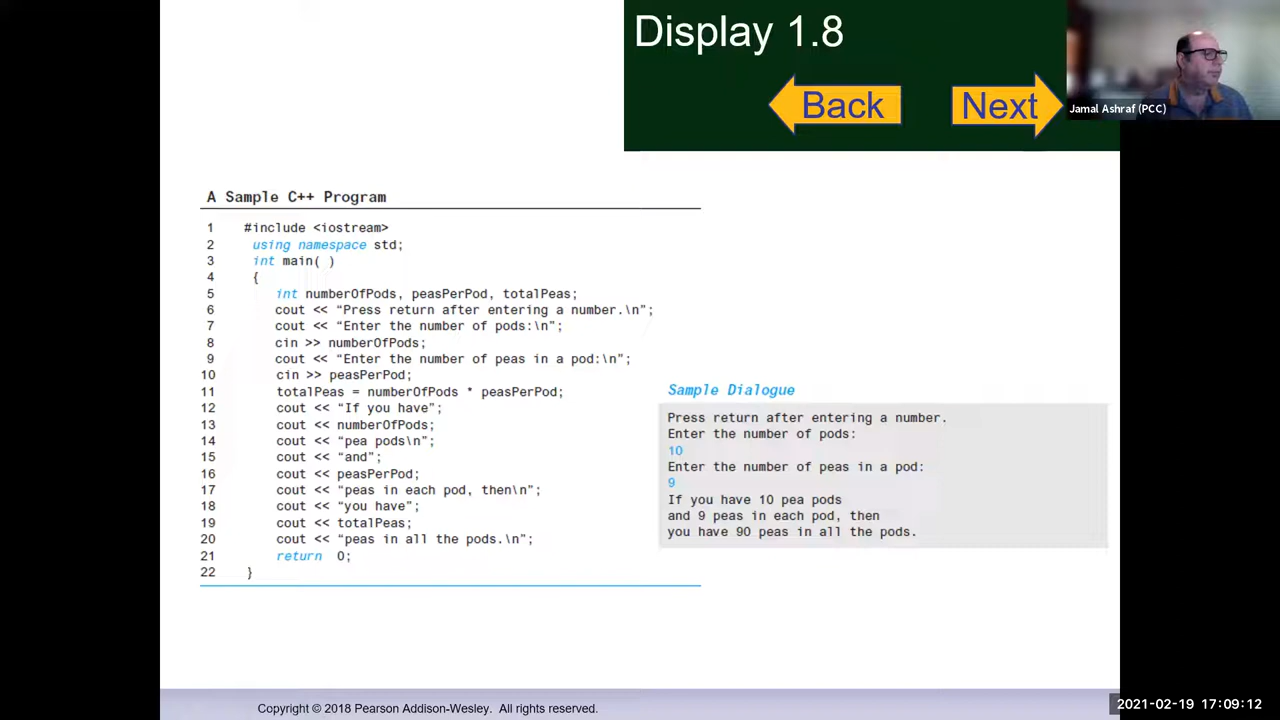 Display 1.8
Back
Next
Jamal Ashraf (PCC)
A Sample C++ Program
1 #include <iostream>
2 using namespace std;
3 int main( )
4 {
5 int numberOfPods, peasPerPod, totalPeas;
6 cout << “Press return after entering a number.\n”;
7 cout << “Enter the number of pods:\n”;
8 cin >> numberOfPods;
9 cout << “Enter the number of peas in a pod:\n”;
10 cin >> peasPerPod;
11 totalPeas = numberOfPods * peasPerPod;
12 cout << “If you have”;
13 cout << numberOfPods;
14 cout << “pea pods\n”;
15 cout << “and”;
16 cout << peasPerPod;
17 cout << “peas in each pod, then\n”;
18 cout << “you have”;
19 cout << totalPeas;
20 cout << “peas in all the pods.\n”;
21 return 0;
22 }
Sample Dialogue
Press return after entering a number.
Enter the number of pods:
10
Enter the number of peas in a pod:
9
If you have 10 pea pods
and 9 peas in each pod, then
you have 90 peas in all the pods.
Copyright © 2018 Pearson Addison-Wesley. All rights reserved.
2021-02-19 17:09:12